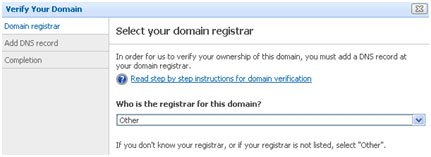 Verify Your Domain
Domain registrar
Add DNS record
Completion
Select your domain registrar
In order for us to verify your ownership of this domain, you must add a DNS record at
your domain registrar.
Read step by step instructions for domain verification
Who is the registrar for this domain?
Other
If you don't know your registrar, or if your registrar is not listed, select "Other".